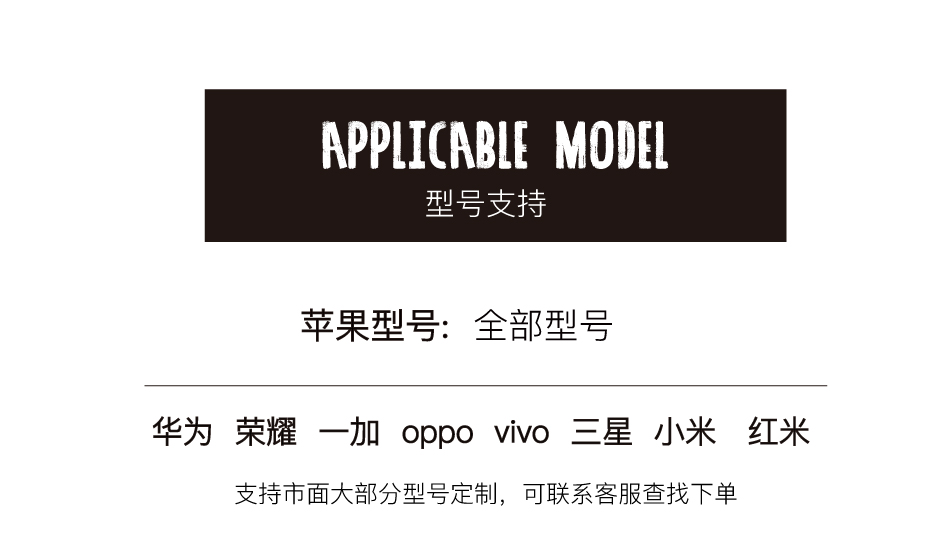 APPLICABLE MODEL
型号支持
苹果型号: 全部型号
华为 荣耀 一加 oppo vivo 三星 小米 红米
支持市面大部分型号定制，可联系客服查找下单